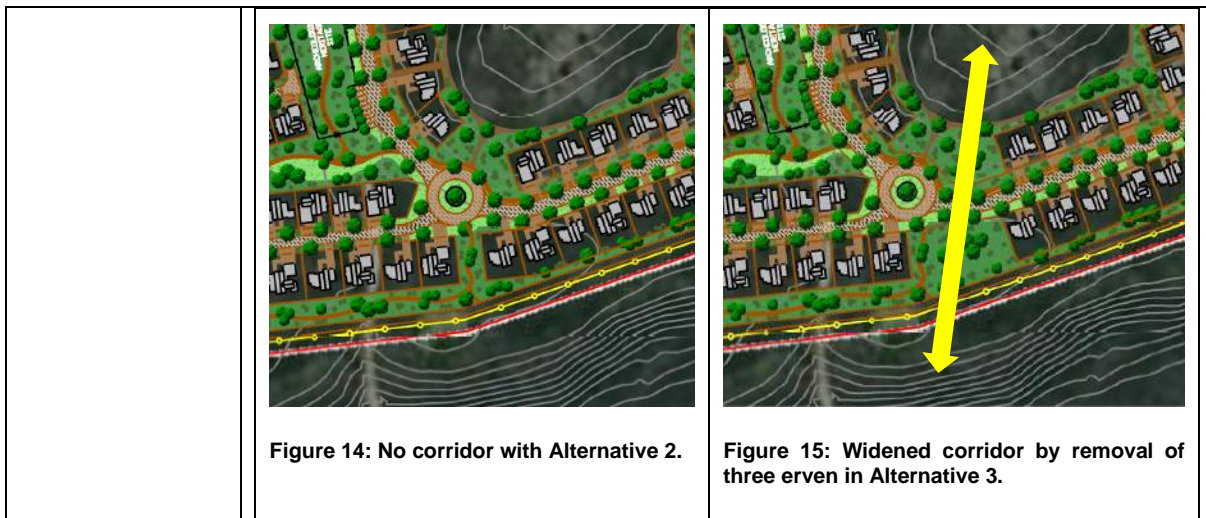 Figure 14: No corridor with Alternative 2.
Figure 15: Widened corridor by removal of
three erven in Alternative 3.